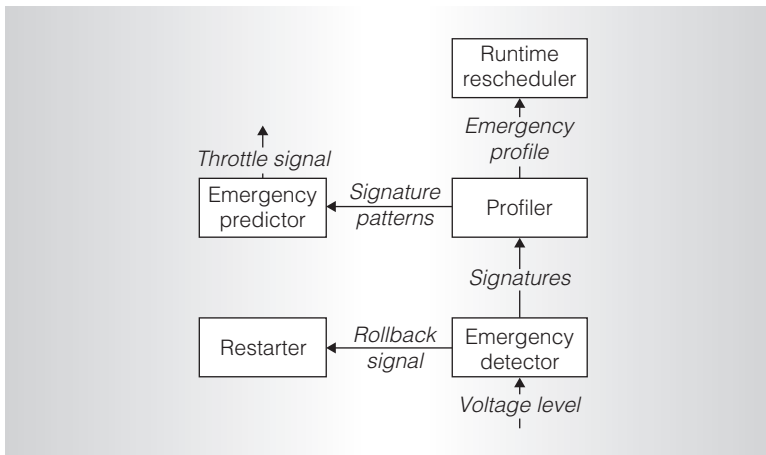 Runtime
rescheduler
Emergency
profile
Throttle signal
Emergency
predictor
Signature
patterns
Profiler
Signatures
Restarter
Rollback
signal
Emergency
detector
Voltage level